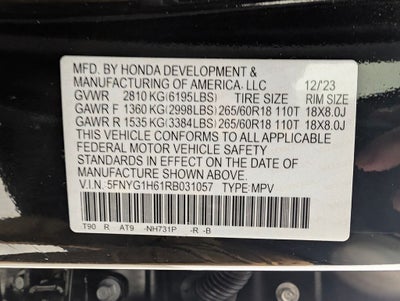 MFD. BY HONDA DEVELOPMENT &
MANUFACTURING OF AMERICA, LLC 12/'23
GVWR 2810 KG(6195LBS) TIRE SIZE RIM SIZE
GAWR F 1360 KG(2998LBS) 265/60R18 110T 18X8.0J
GAWR R 1535 KG(3384LBS) 265/60R18 110T 18X8.0J
THIS VEHICLE CONFORMS TO ALL APPLICABLE
FEDERAL MOTOR VEHICLE SAFETY
STANDARDS IN EFFECT ON THE DATE OF
MANUFACTURE SHOWN ABOVE.
V.I.N. 5FNYG1H61RB031057 TYPE: MPV
T90 R -AT9 -NH731P -R -B